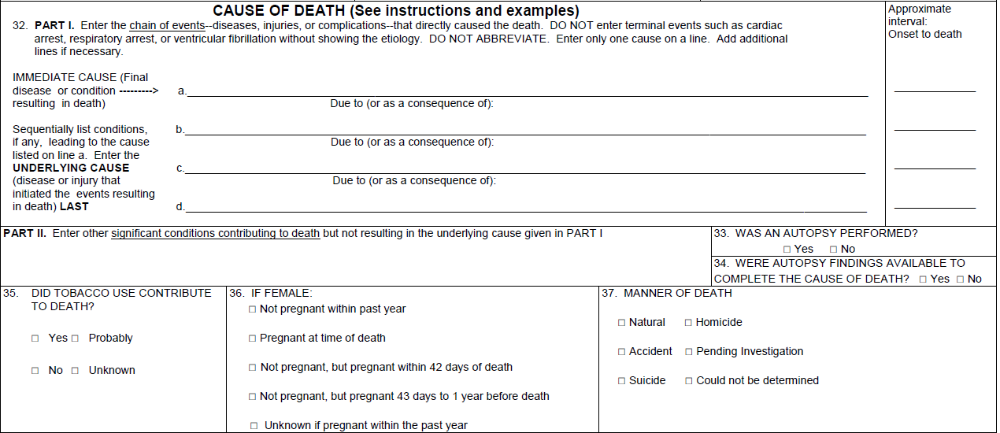 CAUSE OF DEATH (See instructions and examples)
32. PART I. Enter the chain of events--diseases, injuries, or complications--that directly caused the death. DO NOT enter terminal events such as cardiac
arrest, respiratory arrest, or ventricular fibrillation without showing the etiology. DO NOT ABBREVIATE. Enter only one cause on a line. Add additional
lines if necessary.
Approximate
interval:
Onset to death
IMMEDIATE CAUSE (Final
disease or condition --------->
resulting in death)
a.
Due to (or as a consequence of):
Sequentially list conditions,
if any, leading to the cause
listed on line a. Enter the
UNDERLYING CAUSE
(disease or injury that
initiated the events resulting
in death) LAST
b.
Due to (or as a consequence of):
c.
Due to (or as a consequence of):
d.
PART II. Enter other significant conditions contributing to death but not resulting in the underlying cause given in PART I
33. WAS AN AUTOPSY PERFORMED?
□ Yes □ No
34. WERE AUTOPSY FINDINGS AVAILABLE TO
COMPLETE THE CAUSE OF DEATH? □ Yes □ No
35. DID TOBACCO USE CONTRIBUTE
TO DEATH?
□ Yes □ Probably
□ No □ Unknown
36. IF FEMALE:
□ Not pregnant within past year
□ Pregnant at time of death
□ Not pregnant, but pregnant within 42 days of death
□ Not pregnant, but pregnant 43 days to 1 year before death
□ Unknown if pregnant within the past year
37. MANNER OF DEATH
□ Natural □ Homicide
□ Accident □ Pending Investigation
□ Suicide □ Could not be determined